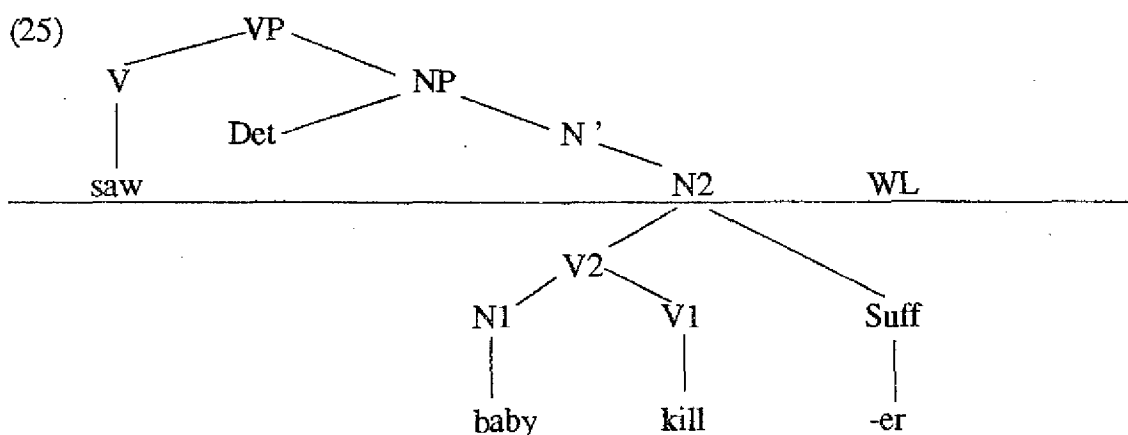 (25) VP
V NP
Det N'
saw N2 WL
V2
N1 V1 Suff
baby kill -er